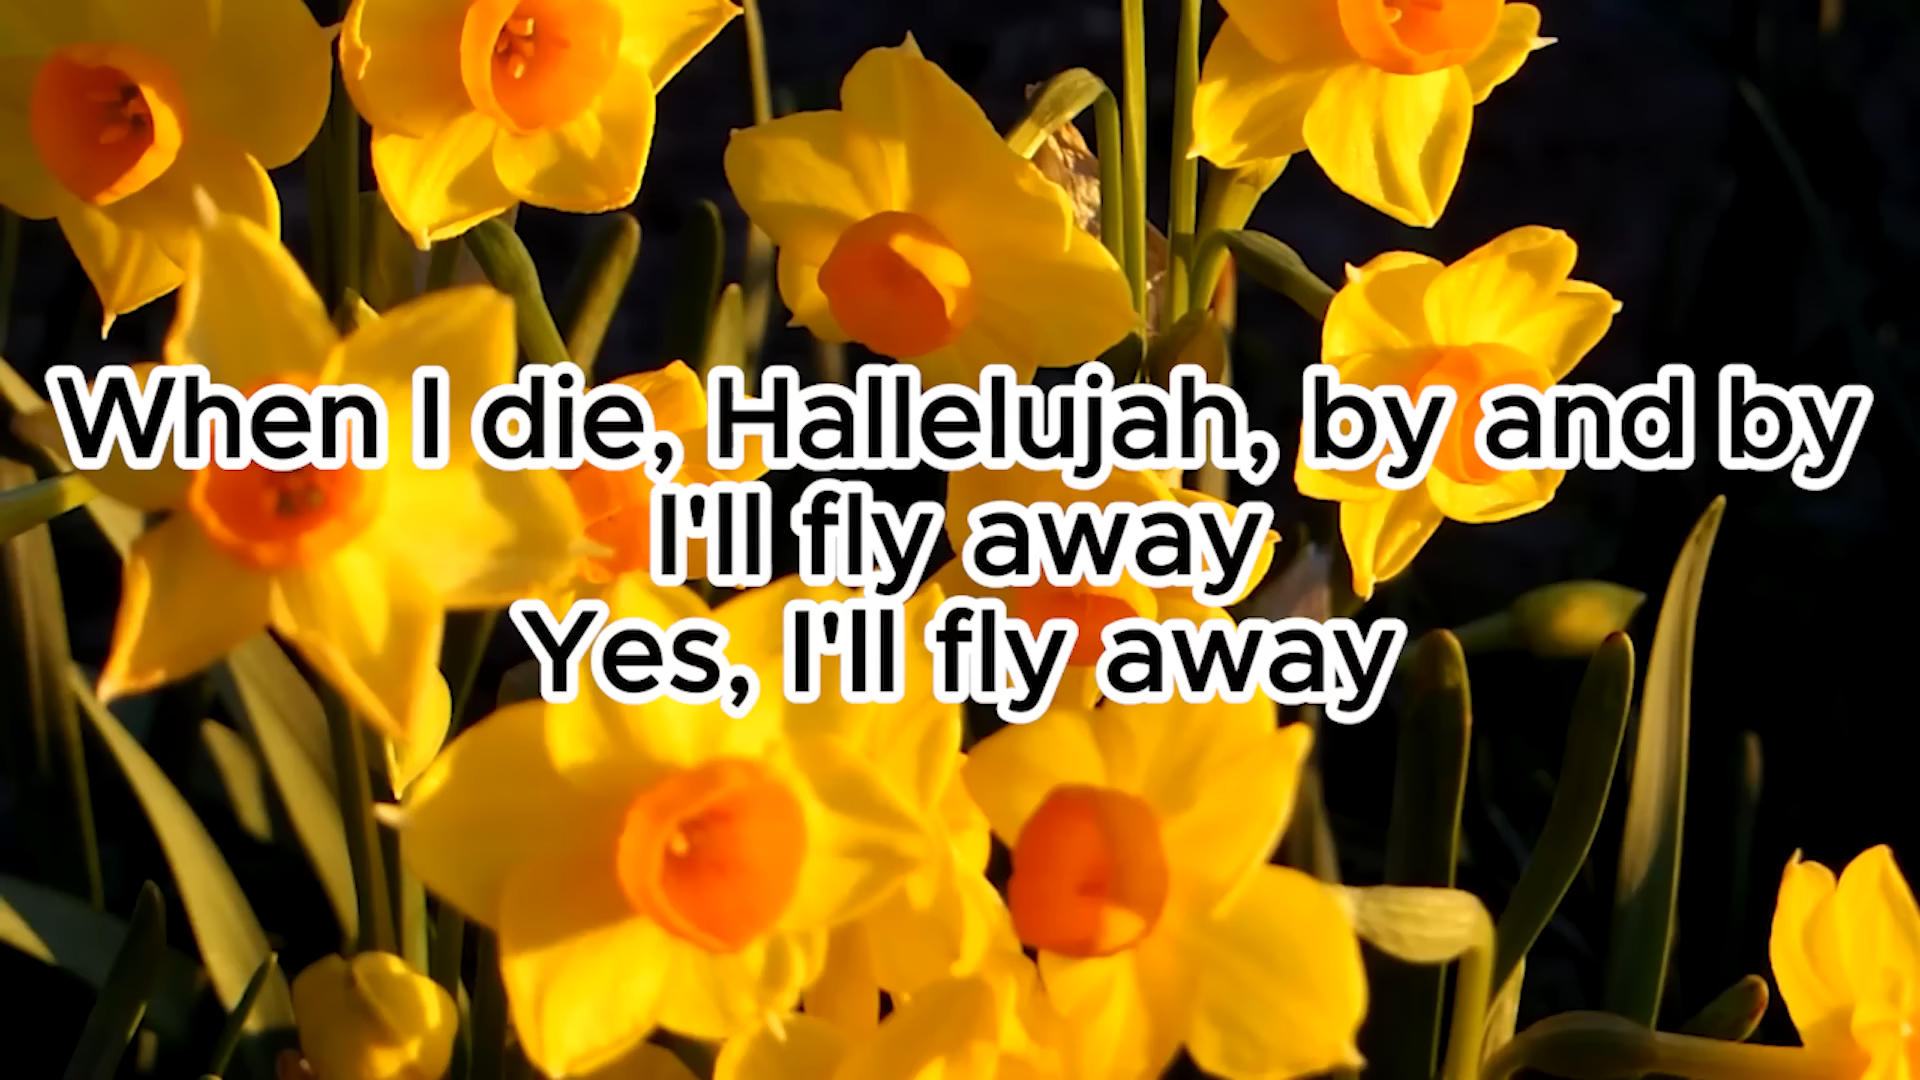 When I die, Hallelujah, by and by
I'll fly away
Yes, I'll fly away